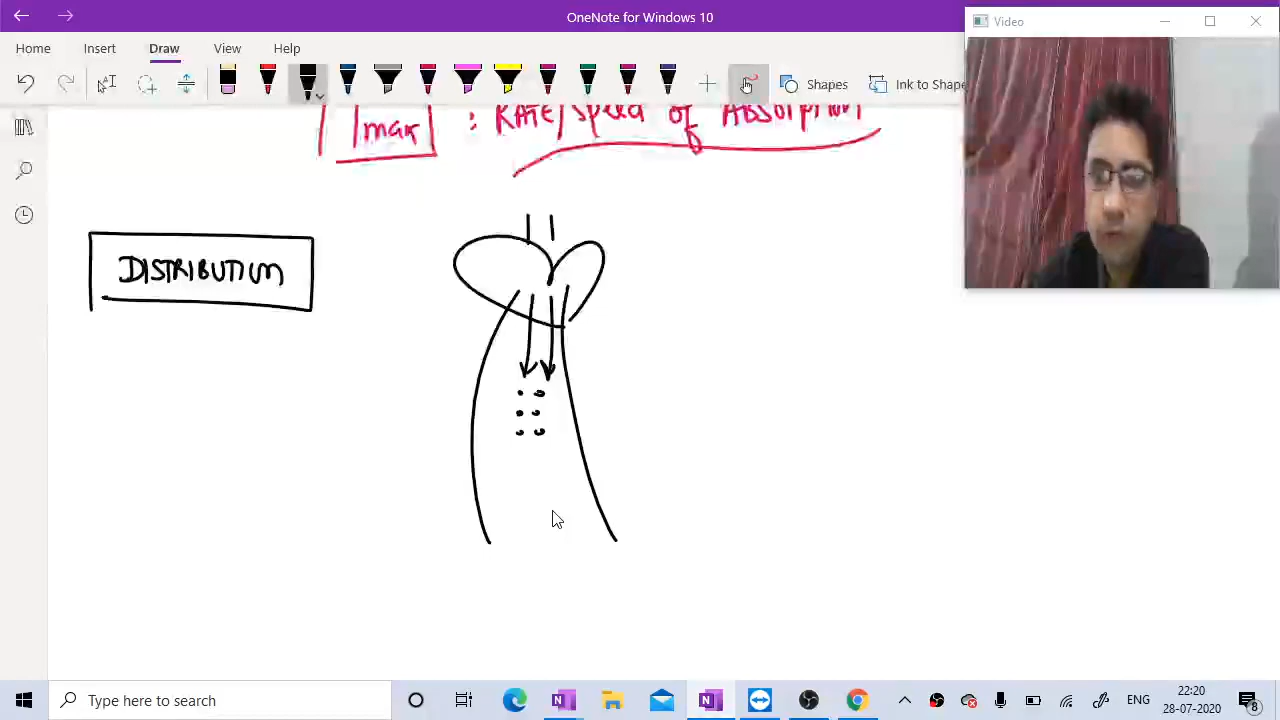 OneNote for Windows 10
Video
Home Insert Draw View Help
Shapes
Ink to Shape
Tmax : RATE/Speed of Absorption
DISTRIBUTION
Type here to search
ENG
22:20
28-07-2020
8